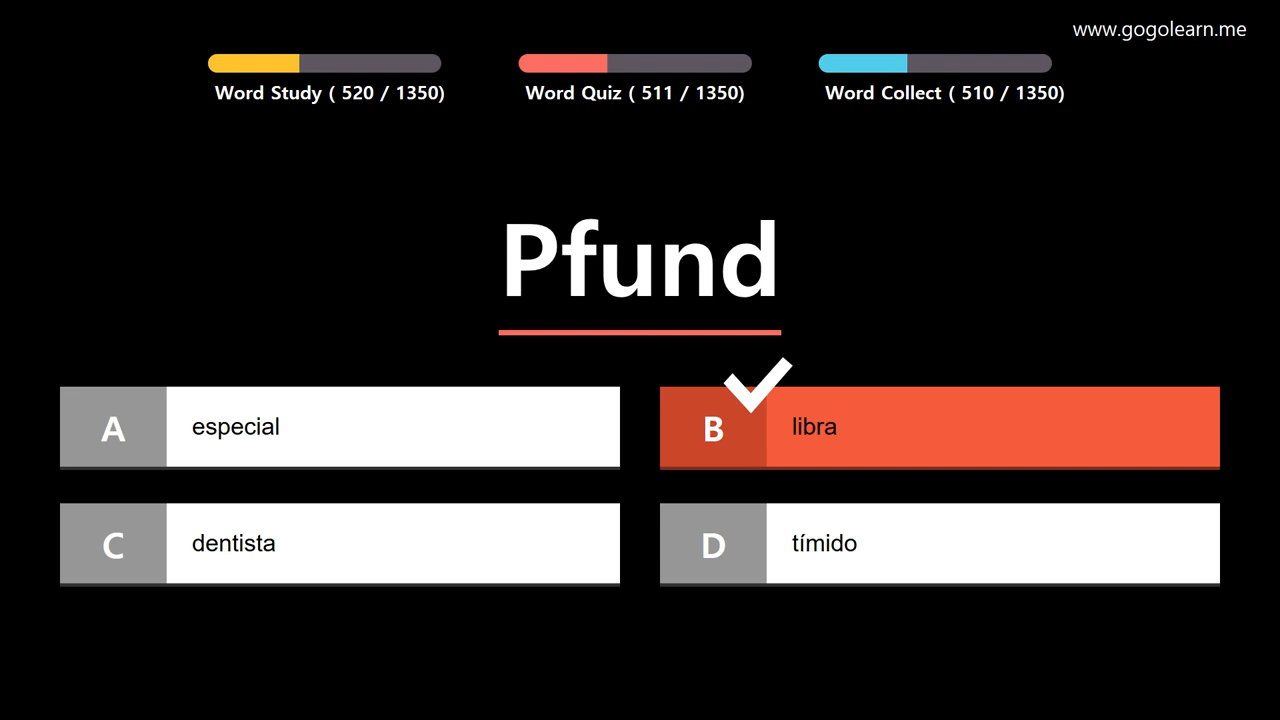 www.gogolearn.me
Word Study ( 520 / 1350)
Word Quiz ( 511 / 1350)
Word Collect ( 510 / 1350)
Pfund
A
especial
B
libra
C
dentista
D
tímido